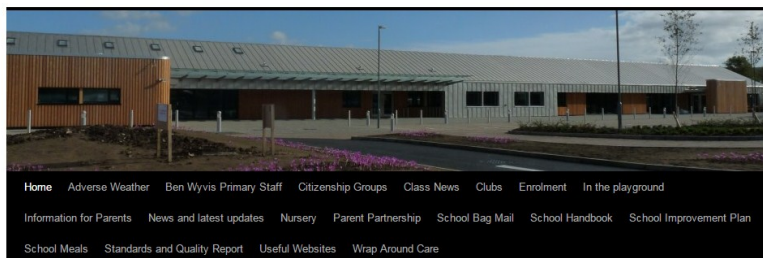 Home Adverse Weather Ben Wyvis Primary Staff Citizenship Groups Class News Clubs Enrolment In the playground
Information for Parents News and latest updates Nursery Parent Partnership School Bag Mail School Handbook School Improvement Plan
School Meals Standards and Quality Report Useful Websites Wrap Around Care